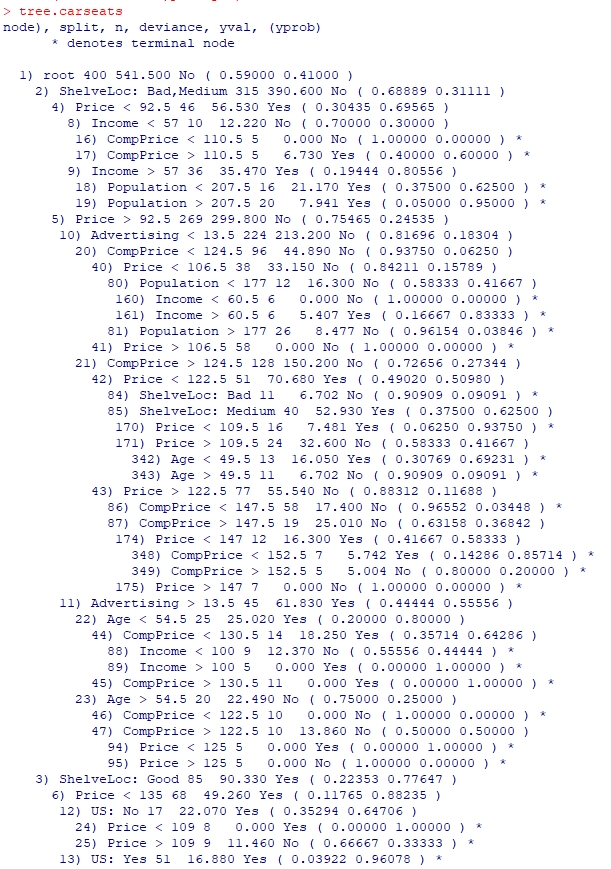 > tree.carseats
node), split, n, deviance, yval, (yprob)
      * denotes terminal node

  1) root 400 541.500 No ( 0.59000 0.41000 )
    2) ShelveLoc: Bad,Medium 315 390.600 No ( 0.68889 0.31111 )
      4) Price < 92.5 46  56.530 Yes ( 0.30435 0.69565 )
        8) Income < 57 10  12.220 No ( 0.70000 0.30000 )
         16) CompPrice < 110.5 5   0.000 No ( 1.00000 0.00000 ) *
         17) CompPrice > 110.5 5   6.730 Yes ( 0.40000 0.60000 ) *
        9) Income > 57 36  35.470 Yes ( 0.19444 0.80556 )
         18) Population < 207.5 16  21.170 Yes ( 0.37500 0.62500 ) *
         19) Population > 207.5 20   7.941 Yes ( 0.05000 0.95000 ) *
      5) Price > 92.5 269 299.800 No ( 0.75465 0.24535 )
       10) Advertising < 13.5 224 213.200 No ( 0.81696 0.18304 )
         20) CompPrice < 124.5 96  44.890 No ( 0.93750 0.06250 )
           40) Price < 106.5 38  33.150 No ( 0.84211 0.15789 )
             80) Population < 177 12  16.300 No ( 0.58333 0.41667 )
              160) Income < 60.5 6   0.000 No ( 1.00000 0.00000 ) *
              161) Income > 60.5 6   5.407 Yes ( 0.16667 0.83333 ) *
             81) Population > 177 26   8.477 No ( 0.96154 0.03846 ) *
           41) Price > 106.5 58   0.000 No ( 1.00000 0.00000 ) *
         21) CompPrice > 124.5 128 150.200 No ( 0.72656 0.27344 )
           42) Price < 122.5 51  70.680 Yes ( 0.49020 0.50980 )
             84) ShelveLoc: Bad 11   6.702 No ( 0.90909 0.09091 ) *
             85) ShelveLoc: Medium 40  52.930 Yes ( 0.37500 0.62500 )
              170) Price < 109.5 16   7.481 Yes ( 0.06250 0.93750 ) *
              171) Price > 109.5 24  32.600 No ( 0.58333 0.41667 )
                342) Age < 49.5 13  16.050 Yes ( 0.30769 0.69231 ) *
                343) Age > 49.5 11   6.702 No ( 0.90909 0.09091 ) *
           43) Price > 122.5 77  55.540 No ( 0.88312 0.11688 )
             86) CompPrice < 147.5 58  17.400 No ( 0.96552 0.03448 ) *
             87) CompPrice > 147.5 19  25.010 No ( 0.63158 0.36842 )
              174) Price < 147 12  16.300 Yes ( 0.41667 0.58333 )
                348) CompPrice < 152.5 7   5.742 Yes ( 0.14286 0.85714 ) *
                349) CompPrice > 152.5 5   5.004 No ( 0.80000 0.20000 ) *
              175) Price > 147 7   0.000 No ( 1.00000 0.00000 ) *
       11) Advertising > 13.5 45  61.830 Yes ( 0.44444 0.55556 )
         22) Age < 54.5 25  25.020 Yes ( 0.20000 0.80000 )
           44) CompPrice < 130.5 14  18.250 Yes ( 0.35714 0.64286 )
             88) Income < 100 9  12.370 No ( 0.55556 0.44444 ) *
             89) Income > 100 5   0.000 Yes ( 0.00000 1.00000 ) *
           45) CompPrice > 130.5 11   0.000 Yes ( 0.00000 1.00000 ) *
         23) Age > 54.5 20  22.490 No ( 0.75000 0.25000 )
           46) CompPrice < 122.5 10   0.000 No ( 1.00000 0.00000 ) *
           47) CompPrice > 122.5 10  13.860 No ( 0.50000 0.50000 )
             94) Price < 125 5   0.000 Yes ( 0.00000 1.00000 ) *
             95) Price > 125 5   0.000 No ( 1.00000 0.00000 ) *
    3) ShelveLoc: Good 85  90.330 Yes ( 0.22353 0.77647 )
      6) Price < 135 68  49.260 Yes ( 0.11765 0.88235 )
       12) US: No 17  22.070 Yes ( 0.35294 0.64706 )
         24) Price < 109 8   0.000 Yes ( 0.00000 1.00000 ) *
         25) Price > 109 9  11.460 No ( 0.66667 0.33333 ) *
       13) US: Yes 51  16.880 Yes ( 0.03922 0.96078 ) *